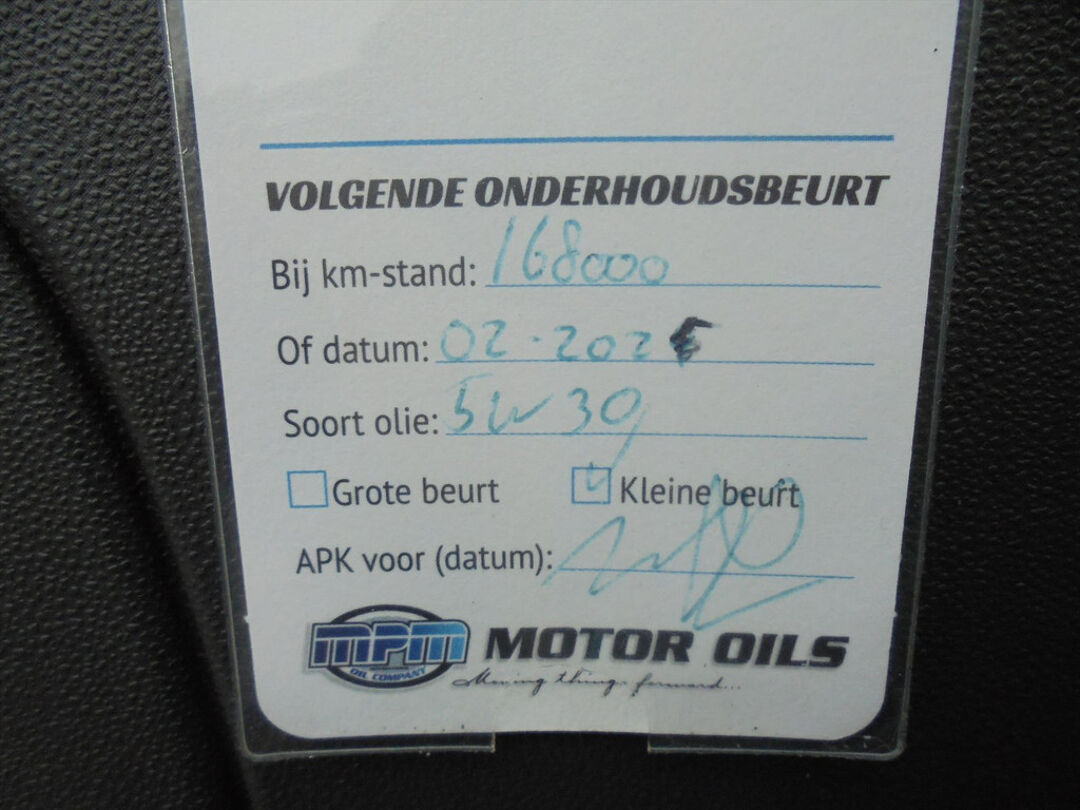 VOLGENDE ONDERHOUDSBEURT
Bij km-stand: 168000
Of datum: 02-2025
Soort olie: 5W30
Grote beurt Kleine beurt
APK voor (datum):
MPM OIL COMPANY MOTOR OILS
Moving things forward...